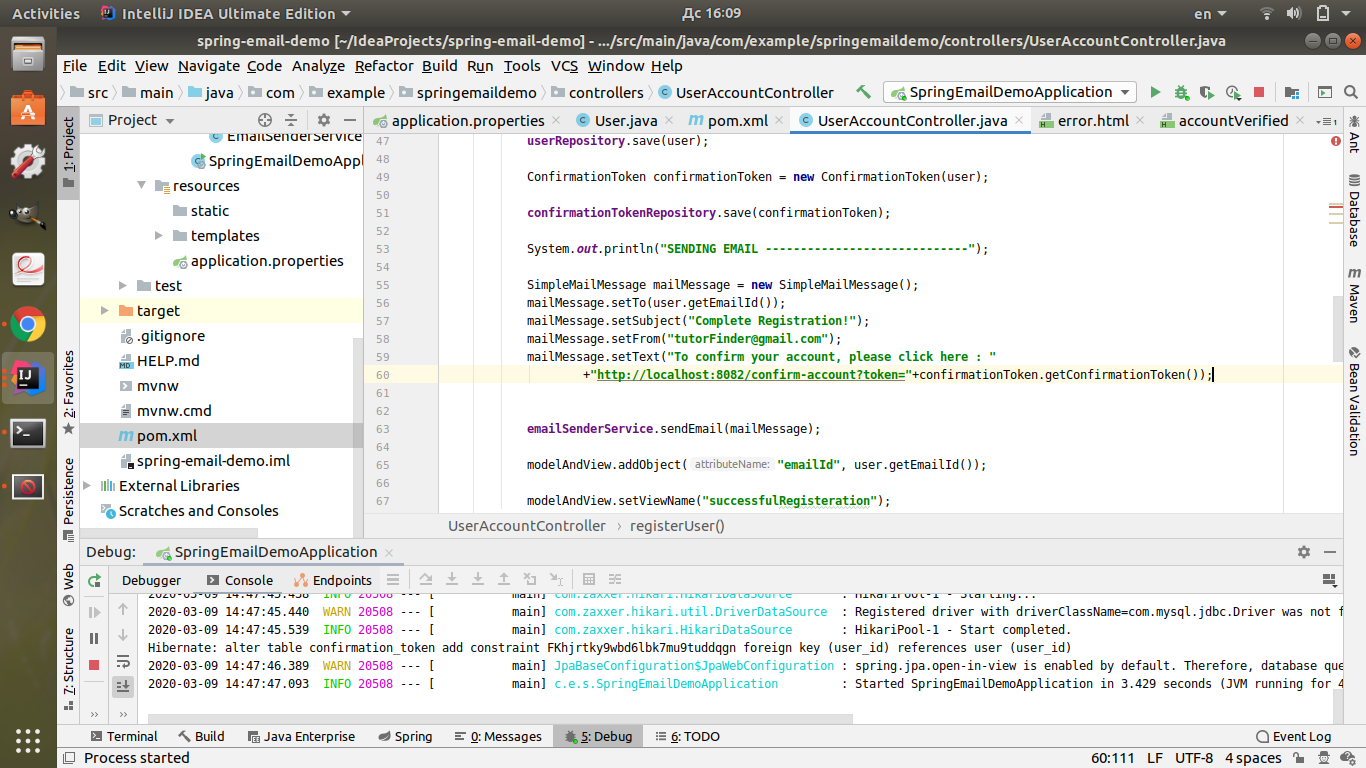 Activities IntelliJ IDEA Ultimate Edition Дс 16:09 en
spring-email-demo [~/IdeaProjects/spring-email-demo] - .../src/main/java/com/example/springemaildemo/controllers/UserAccountController.java
File Edit View Navigate Code Analyze Refactor Build Run Tools VCS Window Help
src main java com example springemaildemo controllers UserAccountController SpringEmailDemoApplication
Project application.properties User.java pom.xml UserAccountController.java error.html accountVerified
1: Project
2: Favorites
Persistence
Web
7: Structure
EmailSenderService
SpringEmailDemoAppl
resources
static
templates
application.properties
test
target
.gitignore
HELP.md
mvnw
mvnw.cmd
pom.xml
spring-email-demo.iml
External Libraries
Scratches and Consoles
47 userRepository.save(user);
48
49 ConfirmationToken confirmationToken = new ConfirmationToken(user);
50
51 confirmationTokenRepository.save(confirmationToken);
52
53 System.out.println("SENDING EMAIL -----------------------------");
54
55 SimpleMailMessage mailMessage = new SimpleMailMessage();
56 mailMessage.setTo(user.getEmailId());
57 mailMessage.setSubject("Complete Registration!");
58 mailMessage.setFrom("tutorFinder@gmail.com");
59 mailMessage.setText("To confirm your account, please click here : "
60 +"http://localhost:8082/confirm-account?token="+confirmationToken.getConfirmationToken());
61
62
63 emailSenderService.sendEmail(mailMessage);
64
65 modelAndView.addObject( attributeName: "emailId", user.getEmailId());
66
67 modelAndView.setViewName("successfulRegisteration");
UserAccountController › registerUser()
Ant
Database
Maven
Bean Validation
Debug: SpringEmailDemoApplication
Debugger Console Endpoints
2020-03-09 14:47:45.438 INFO 20508 --- [ main] com.zaxxer.hikari.HikariDataSource : HikariPool-1 - Starting...
2020-03-09 14:47:45.440 WARN 20508 --- [ main] com.zaxxer.hikari.util.DriverDataSource : Registered driver with driverClassName=com.mysql.jdbc.Driver was not f
2020-03-09 14:47:45.539 INFO 20508 --- [ main] com.zaxxer.hikari.HikariDataSource : HikariPool-1 - Start completed.
Hibernate: alter table confirmation_token add constraint FKhjrtky9wbd6lbk7mu9tuddqgn foreign key (user_id) references user (user_id)
2020-03-09 14:47:46.389 WARN 20508 --- [ main] JpaBaseConfiguration$JpaWebConfiguration : spring.jpa.open-in-view is enabled by default. Therefore, database que
2020-03-09 14:47:47.093 INFO 20508 --- [ main] c.e.s.SpringEmailDemoApplication : Started SpringEmailDemoApplication in 3.429 seconds (JVM running for 4
Terminal Build Java Enterprise Spring 0: Messages 5: Debug 6: TODO Event Log
Process started 60:111 LF UTF-8 4 spaces